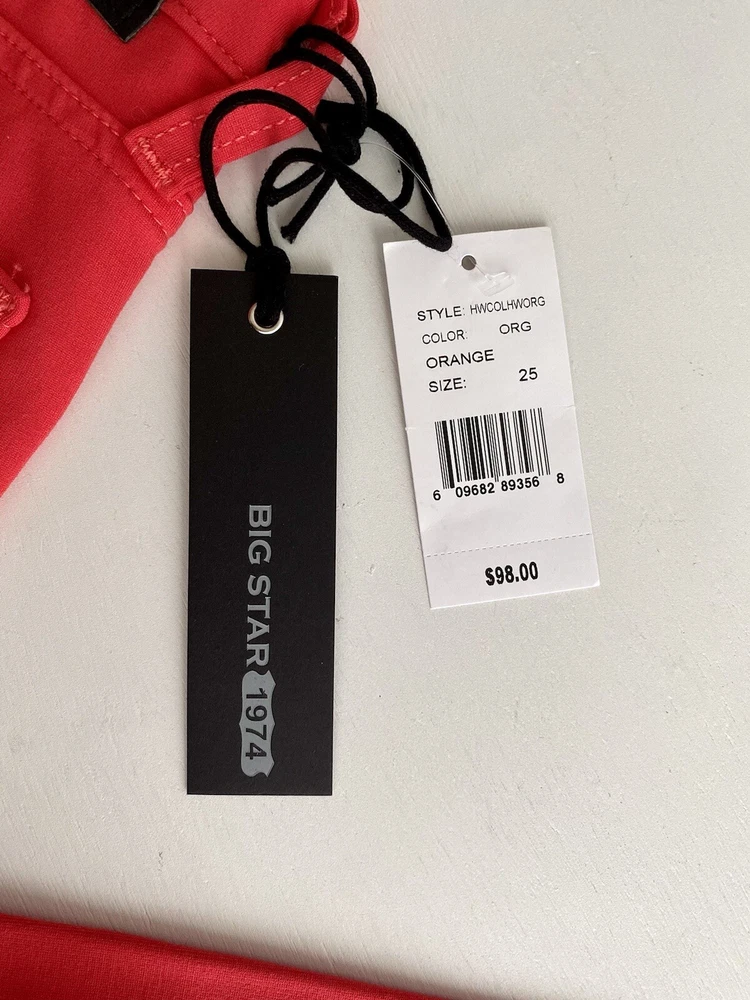 BIG STAR 1974
STYLE: HWCOLHWORG
COLOR: ORG
ORANGE
SIZE: 25
6 09682 89356 8
$98.00